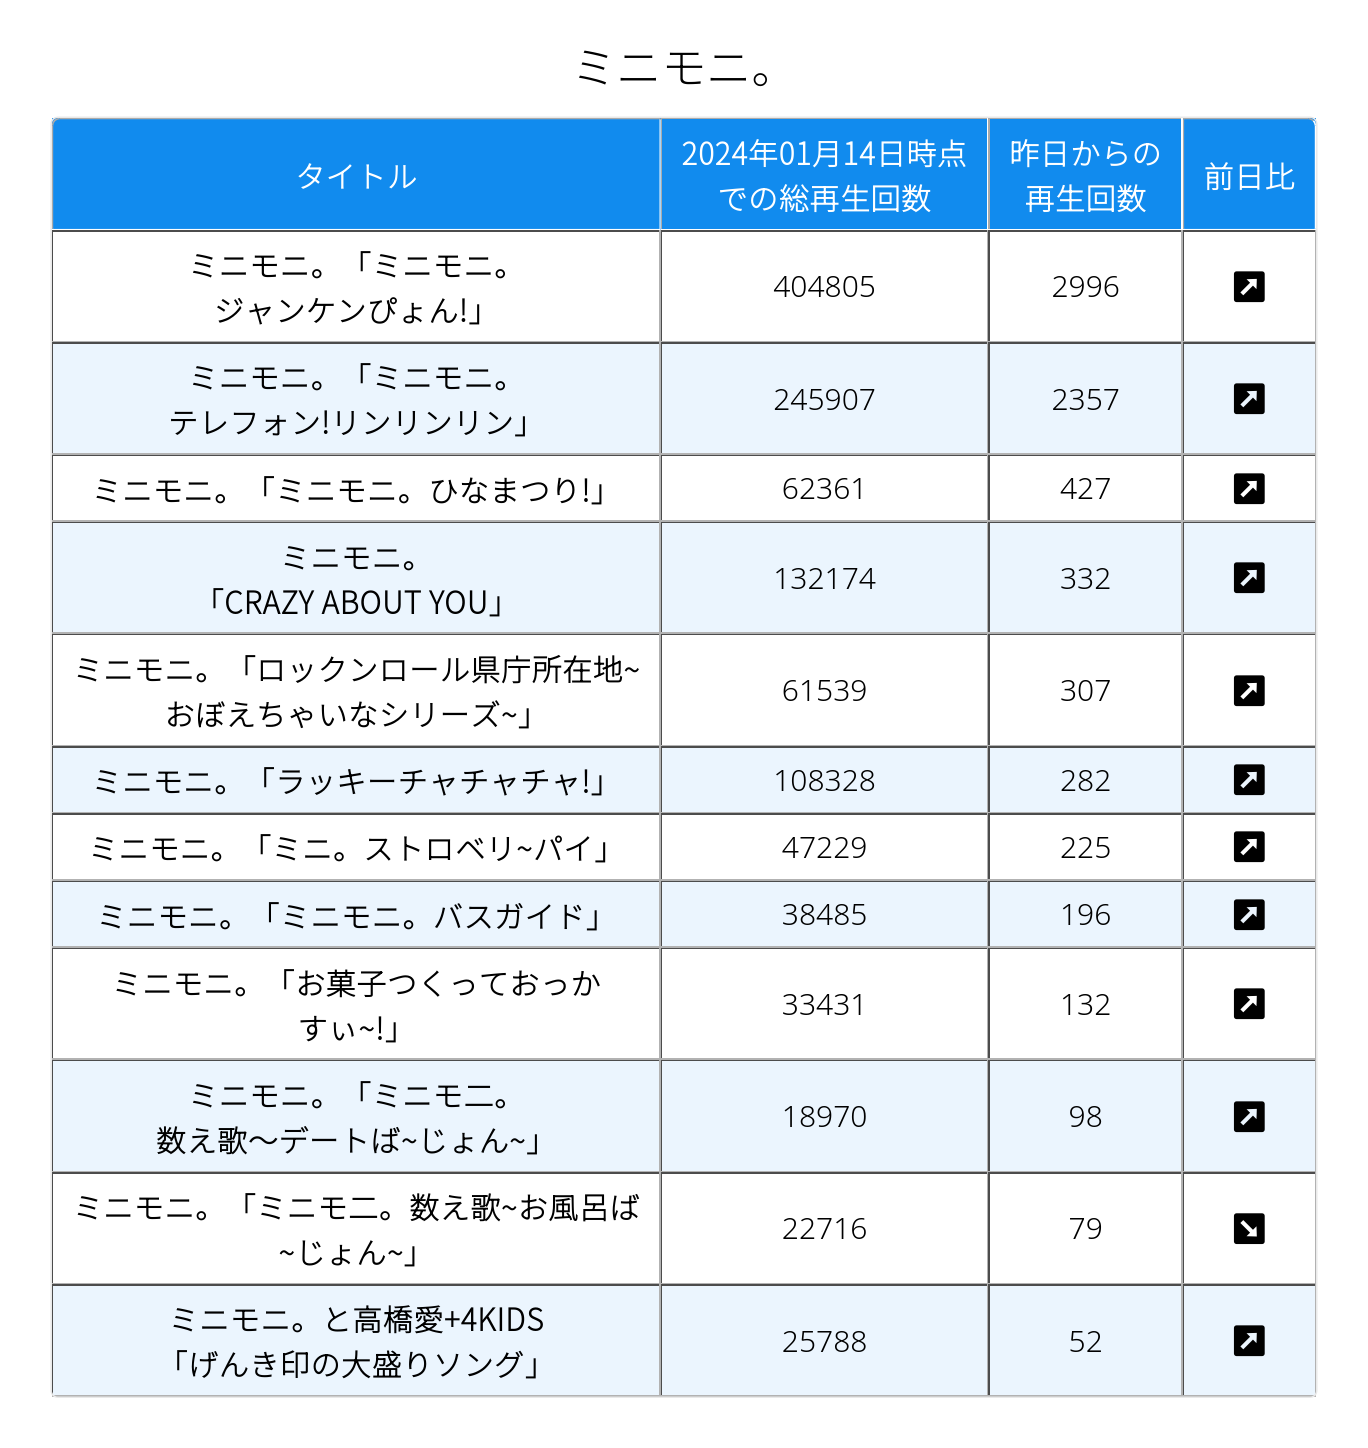 ミニモニ。
タイトル
2024年01月14日時点
での総再生回数
昨日からの
再生回数
前日比
ミニモニ。「ミニモニ。
ジャンケンぴょん!」
404805
2996
ミニモニ。「ミニモニ。
テレフォン!リンリンリン」
245907
2357
ミニモニ。「ミニモニ。ひなまつり!」
62361
427
ミニモニ。
「CRAZY ABOUT YOU」
132174
332
ミニモニ。「ロックンロール県庁所在地~
おぼえちゃいなシリーズ~」
61539
307
ミニモニ。「ラッキーチャチャチャ!」
108328
282
ミニモニ。「ミニ。ストロベリ~パイ」
47229
225
ミニモニ。「ミニモニ。バスガイド」
38485
196
ミニモニ。「お菓子つくっておっか
すぃ~!」
33431
132
ミニモニ。「ミニモ二。
数え歌〜デートば~じょん~」
18970
98
ミニモニ。「ミニモ二。数え歌~お風呂ば
~じょん~」
22716
79
ミニモニ。と高橋愛+4KIDS
「げんき印の大盛りソング」
25788
52